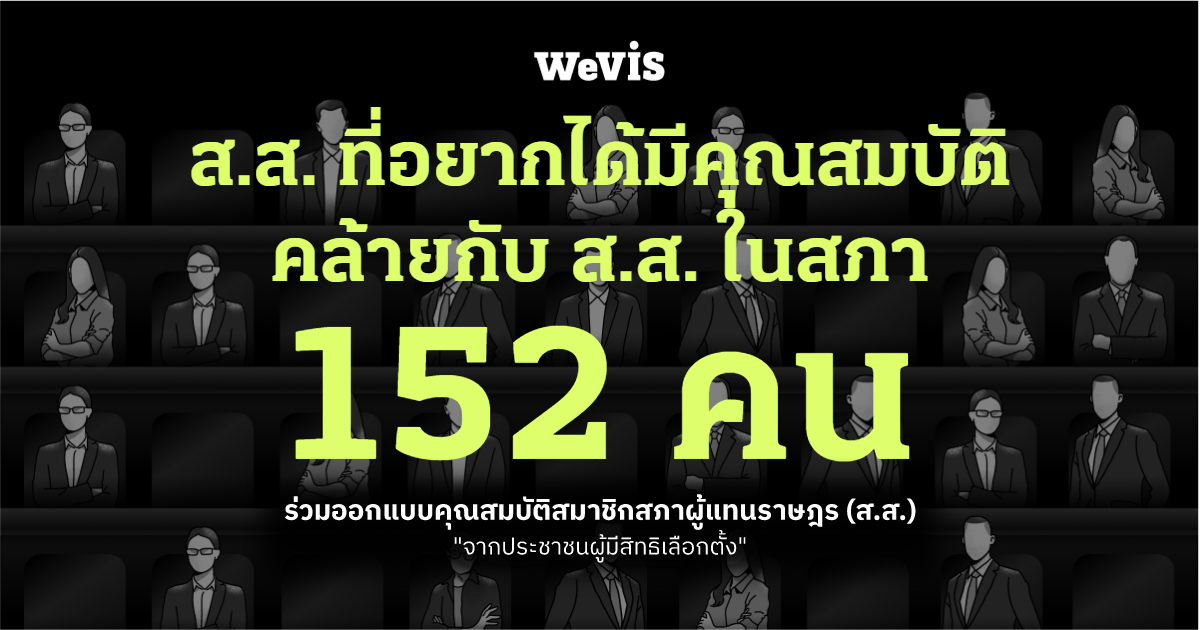 WeVIS
ส.ส. ที่อยากได้มีคุณสมบัติ
คล้ายกับ ส.ส. ในสภา
152 คน
ร่วมออกแบบคุณสมบัติสมาชิกสภาผู้แทนราษฎร (ส.ส.)
"จากประชาชนผู้มีสิทธิเลือกตั้ง"